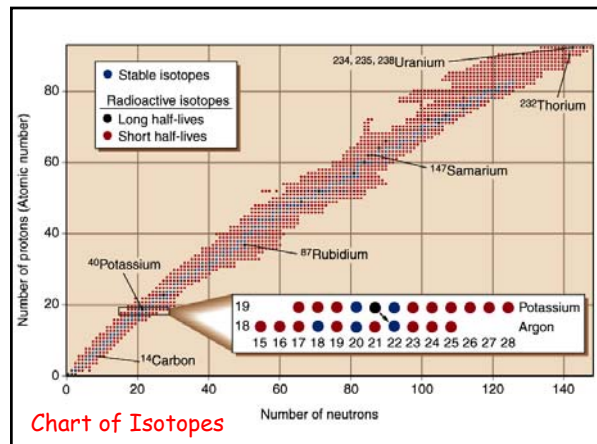 Stable isotopes
Radioactive isotopes
Long half-lives
Short half-lives
234, 235, 238Uranium
232Thorium
147Samarium
87Rubidium
40Potassium
14Carbon
Number of protons (Atomic number)
80
60
40
20
0
19 Potassium
18 Argon
15 16 17 18 19 20 21 22 23 24 25 26 27 28
0 20 40 60 80 100 120 140
Number of neutrons
Chart of Isotopes